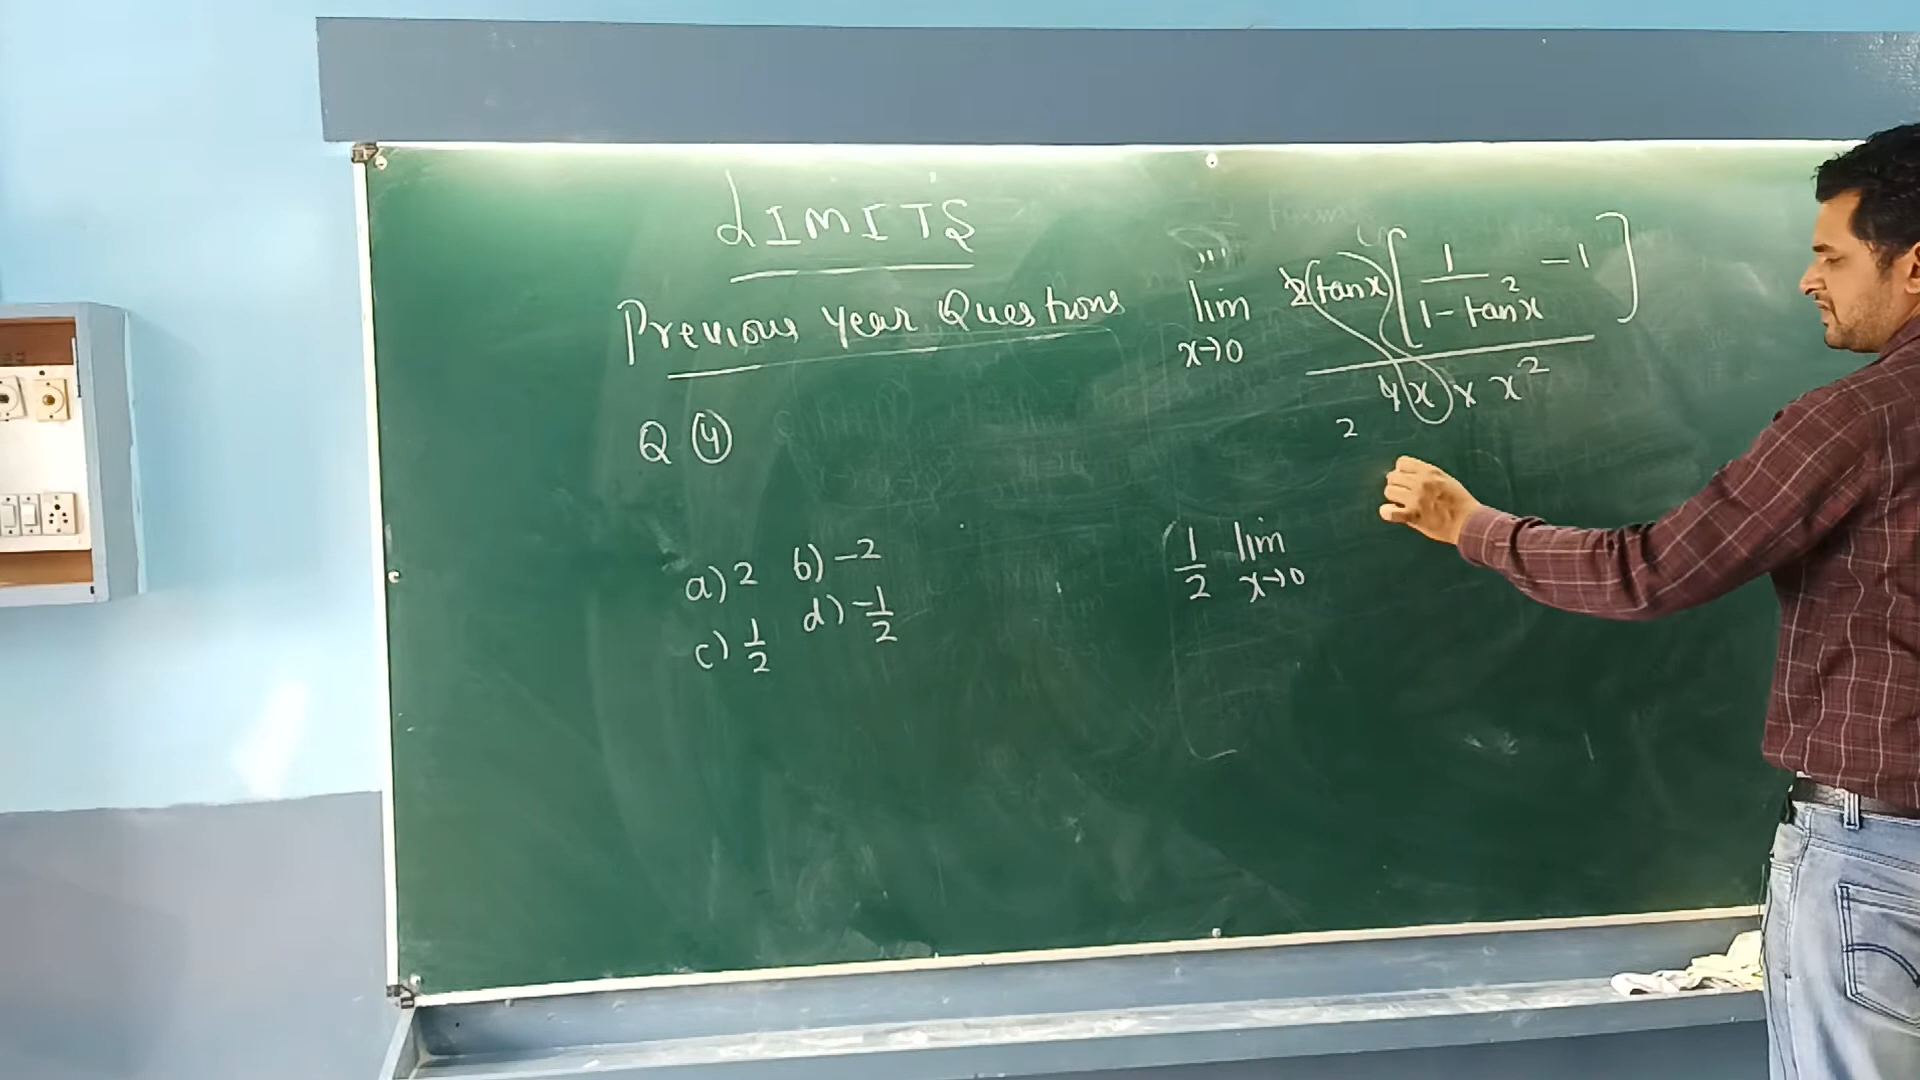 LIMITS
Previous year Questions
Q ④
a) 2 b) -2
c) 1/2 d) -1/2
lim x→0 2(tanx)[1/(1-tan²x) -1] / 4(x) x x²
2
1/2 lim x→0